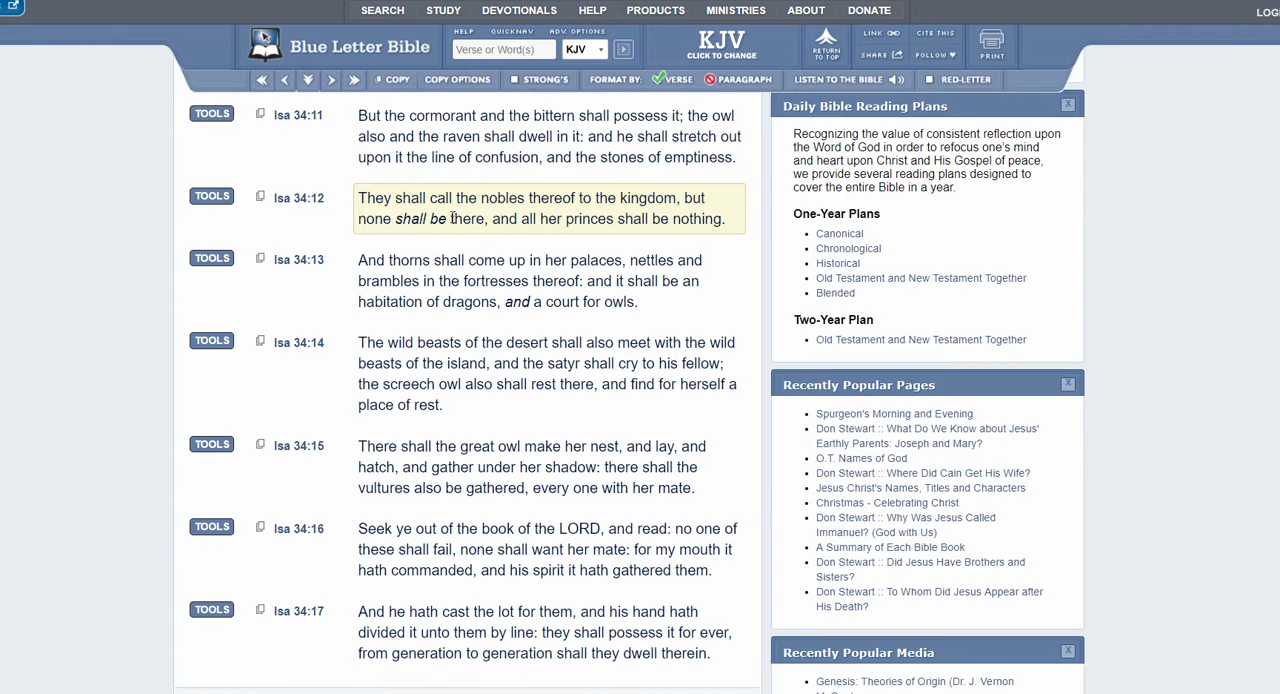 SEARCH STUDY DEVOTIONALS HELP PRODUCTS MINISTRIES ABOUT DONATE
Blue Letter Bible
HELP QUICKNAV ADV. OPTIONS
Verse or Word(s) KJV
KJV
CLICK TO CHANGE
RETURN
TO TOP
LINK CITE THIS
SHARE FOLLOW
PRINT
COPY COPY OPTIONS STRONG'S FORMAT BY: VERSE PARAGRAPH LISTEN TO THE BIBLE RED-LETTER
TOOLS Isa 34:11 But the cormorant and the bittern shall possess it; the owl
also and the raven shall dwell in it: and he shall stretch out
upon it the line of confusion, and the stones of emptiness.
TOOLS Isa 34:12 They shall call the nobles thereof to the kingdom, but
none shall be there, and all her princes shall be nothing.
TOOLS Isa 34:13 And thorns shall come up in her palaces, nettles and
brambles in the fortresses thereof: and it shall be an
habitation of dragons, and a court for owls.
TOOLS Isa 34:14 The wild beasts of the desert shall also meet with the wild
beasts of the island, and the satyr shall cry to his fellow;
the screech owl also shall rest there, and find for herself a
place of rest.
TOOLS Isa 34:15 There shall the great owl make her nest, and lay, and
hatch, and gather under her shadow: there shall the
vultures also be gathered, every one with her mate.
TOOLS Isa 34:16 Seek ye out of the book of the LORD, and read: no one of
these shall fail, none shall want her mate: for my mouth it
hath commanded, and his spirit it hath gathered them.
TOOLS Isa 34:17 And he hath cast the lot for them, and his hand hath
divided it unto them by line: they shall possess it for ever,
from generation to generation shall they dwell therein.
Daily Bible Reading Plans X
Recognizing the value of consistent reflection upon
the Word of God in order to refocus one's mind
and heart upon Christ and His Gospel of peace,
we provide several reading plans designed to
cover the entire Bible in a year.
One-Year Plans
Canonical
Chronological
Historical
Old Testament and New Testament Together
Blended
Two-Year Plan
Old Testament and New Testament Together
Recently Popular Pages X
Spurgeon's Morning and Evening
Don Stewart :: What Do We Know about Jesus'
Earthly Parents: Joseph and Mary?
O.T. Names of God
Don Stewart :: Where Did Cain Get His Wife?
Jesus Christ's Names, Titles and Characters
Christmas - Celebrating Christ
Don Stewart :: Why Was Jesus Called
Immanuel? (God with Us)
A Summary of Each Bible Book
Don Stewart :: Did Jesus Have Brothers and
Sisters?
Don Stewart :: To Whom Did Jesus Appear after
His Death?
Recently Popular Media X
Genesis: Theories of Origin (Dr. J. Vernon